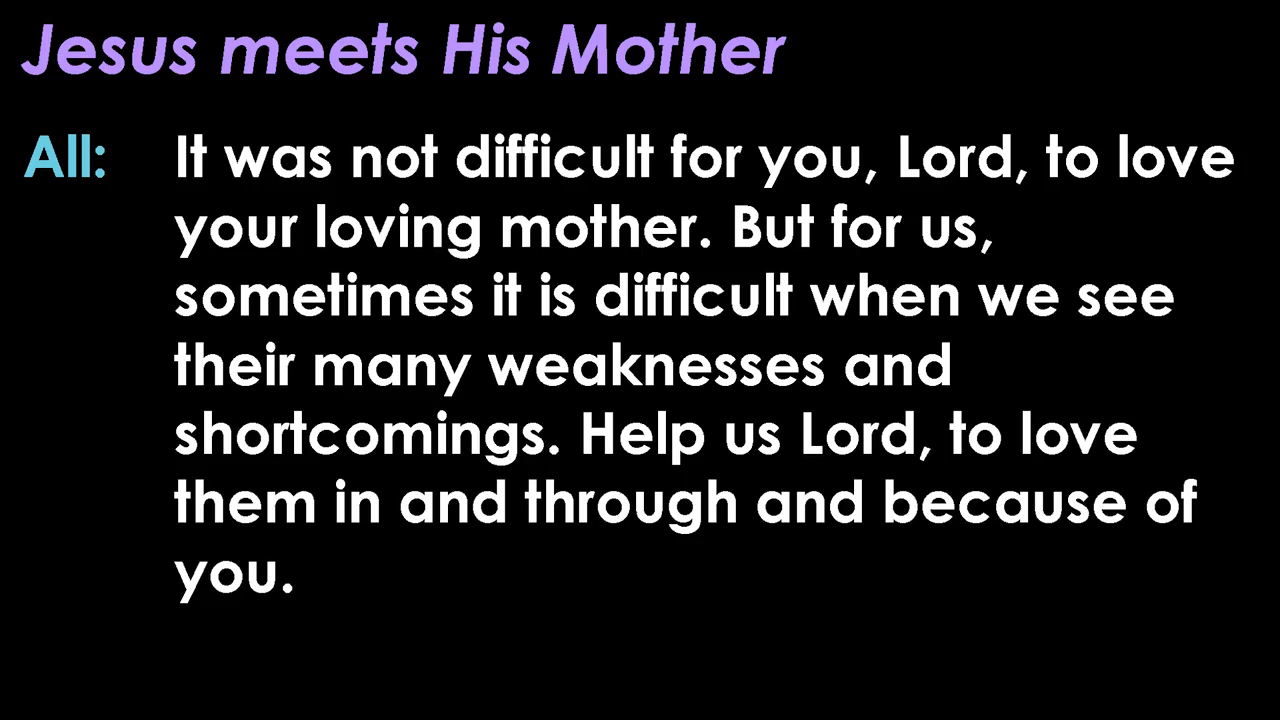 Jesus meets His Mother
All: It was not difficult for you, Lord, to love
your loving mother. But for us,
sometimes it is difficult when we see
their many weaknesses and
shortcomings. Help us Lord, to love
them in and through and because of
you.